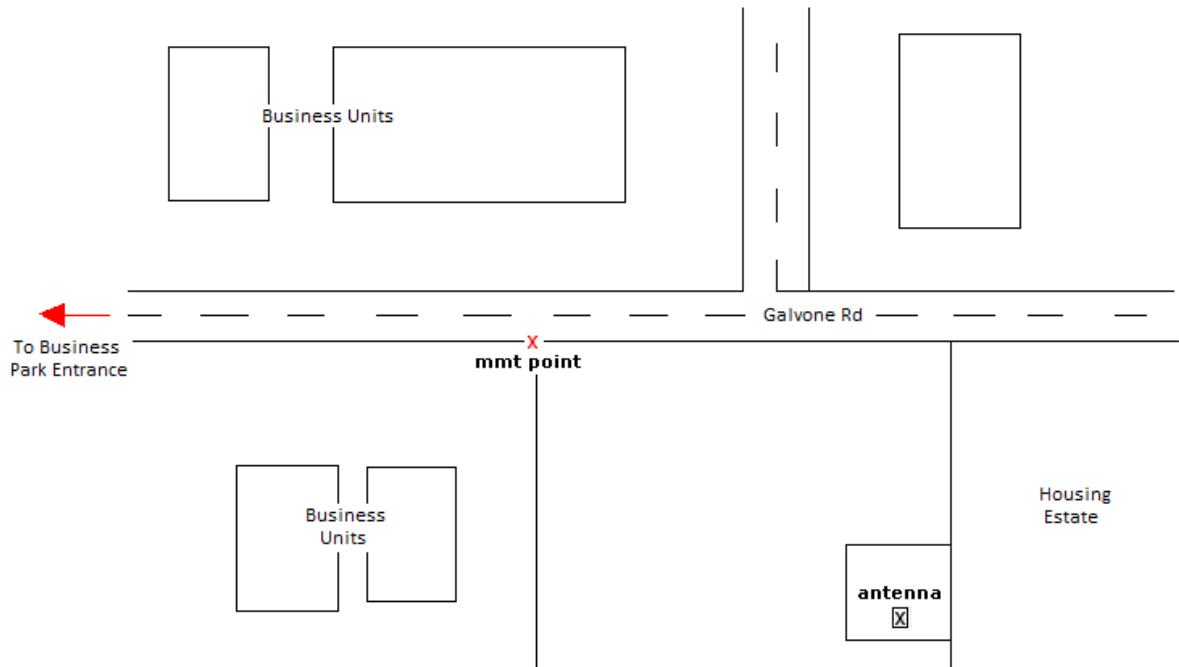 Business Units
Galvone Rd
To Business
Park Entrance
X
mmt point
Business
Units
Housing
Estate
antenna
X